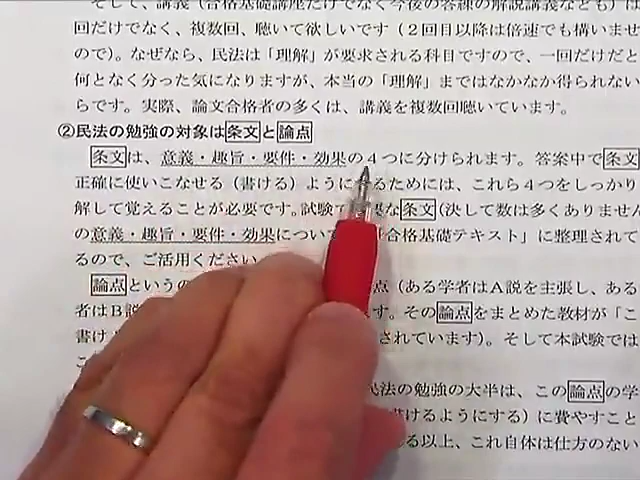 そして、講義（合格基礎講座だけでなく今後の答練の解説講義なども）は
回だけでなく、複数回、聴いて欲しいです（２回目以降は倍速でも構いませ
ので）。なぜなら、民法は「理解」が要求される科目ですので、一回だけだと
何となく分った気になりますが、本当の「理解」まではなかなか得られない
らです。実際、論文合格者の多くは、講義を複数回聴いています。
②民法の勉強の対象は条文と論点
条文は、意義・趣旨・要件・効果の４つに分けられます。答案中で条文
正確に使いこなせる（書ける）ように るためには、これら４つをしっかり
解して覚えることが必要です。試験で な条文（決して数は多くありません
の意義・趣旨・要件・効果につい 「合格基礎テキスト」に整理されて
るので、ご活用ください
論点というの 点（ある学者はＡ説を主張し、ある
者はＢ説 す。その論点をまとめた教材が「こ
書け されています）。そして本試験では
民法の勉強の大半は、この論点の学
書けるようにする）に費やすこと
る以上、これ自体は仕方のない